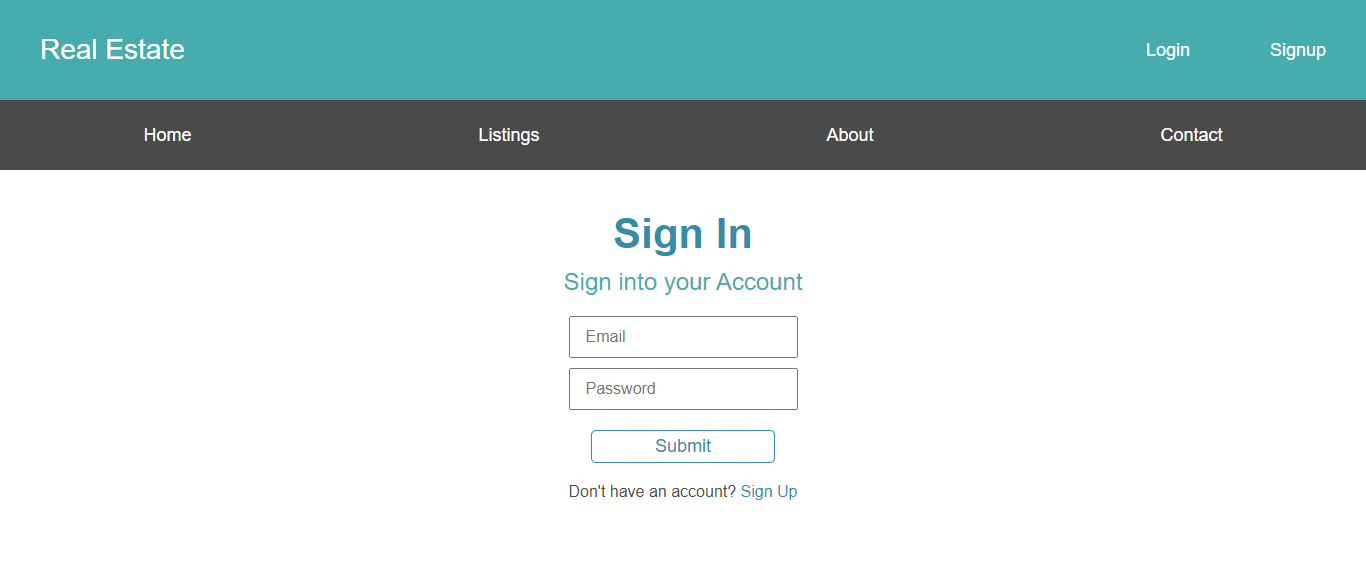 Real Estate Login Signup
Home Listings About Contact
Sign In
Sign into your Account
Email
Password
Submit
Don't have an account? Sign Up